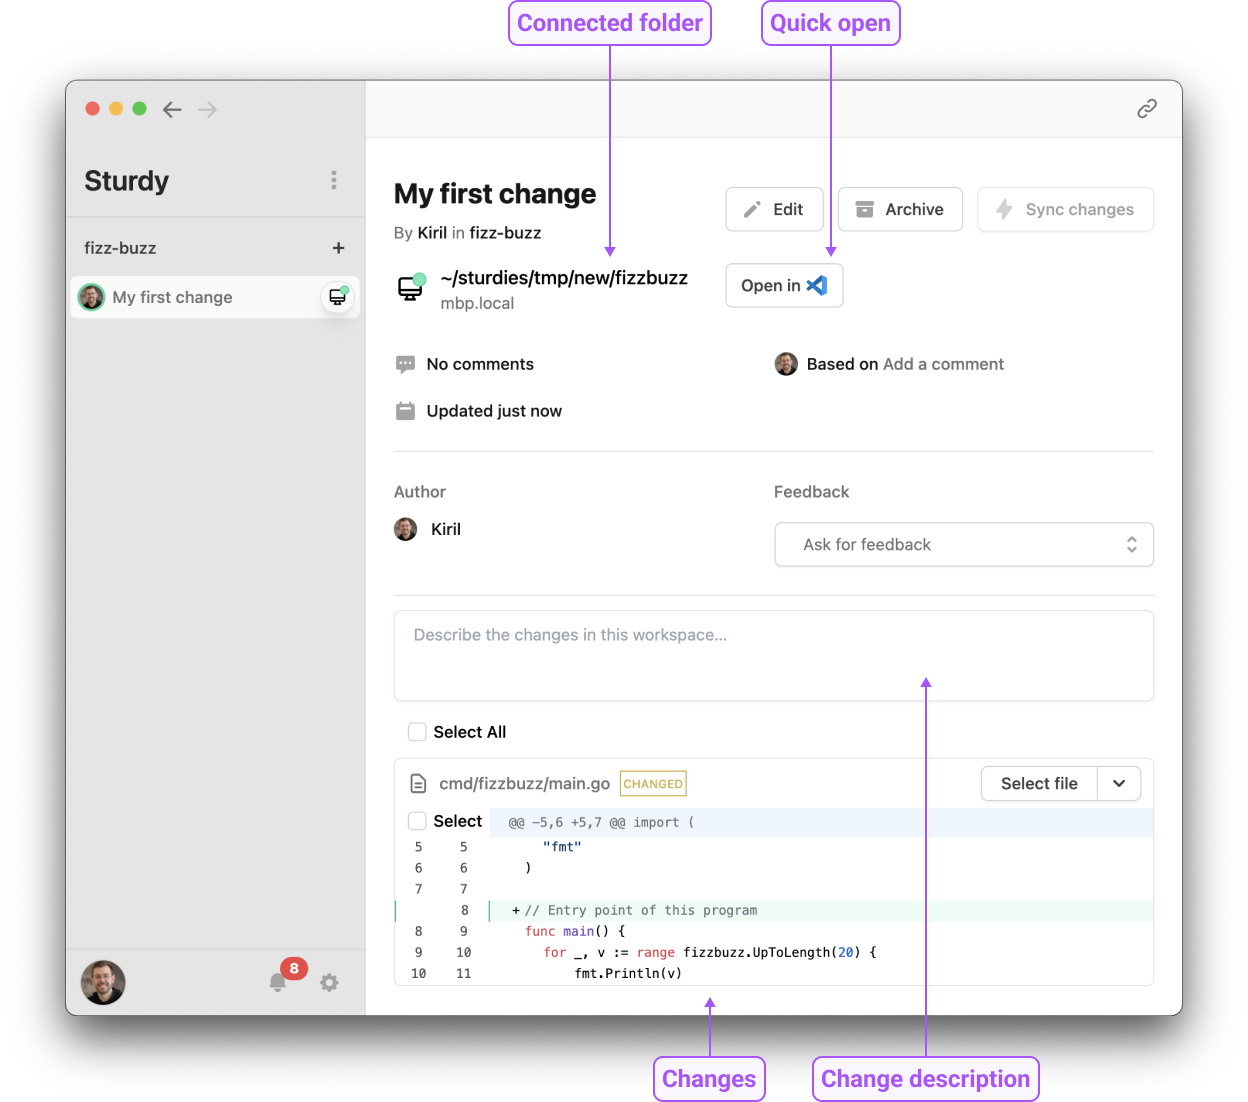 Connected folder
Quick open
Sturdy
fizz-buzz +
My first change
8
My first change
By Kiril in fizz-buzz
Edit
Archive
Sync changes
~/sturdies/tmp/new/fizzbuzz
mbp.local
Open in
No comments
Based on Add a comment
Updated just now
Author
Feedback
Kiril
Ask for feedback
Describe the changes in this workspace...
Select All
cmd/fizzbuzz/main.go CHANGED
Select file
Select @@ -5,6 +5,7 @@ import (
5 5 "fmt"
6 6 )
7 7
8 + // Entry point of this program
8 9 func main() {
9 10 for _, v := range fizzbuzz.UpToLength(20) {
10 11 fmt.Println(v)
Changes
Change description